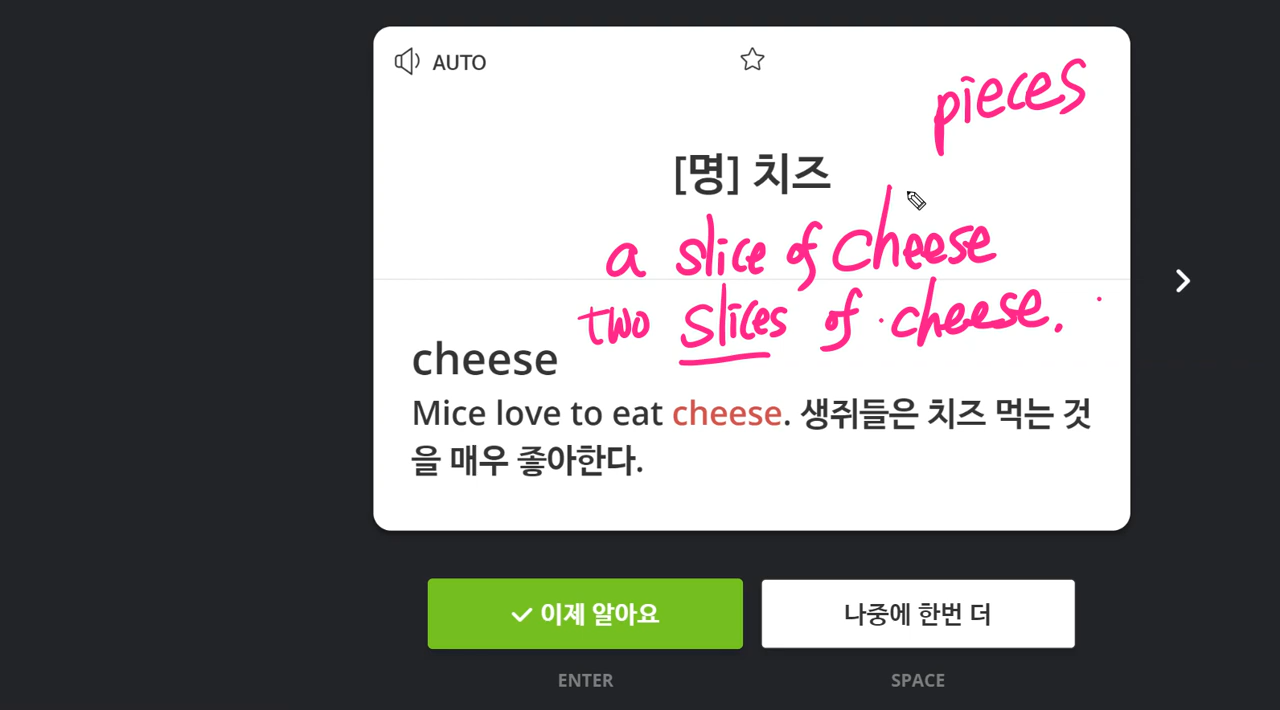 AUTO
pieces
[명] 치즈
a slice of cheese
two slices of cheese.
cheese
Mice love to eat cheese. 생쥐들은 치즈 먹는 것
을 매우 좋아한다.
이제 알아요
나중에 한번 더
ENTER
SPACE